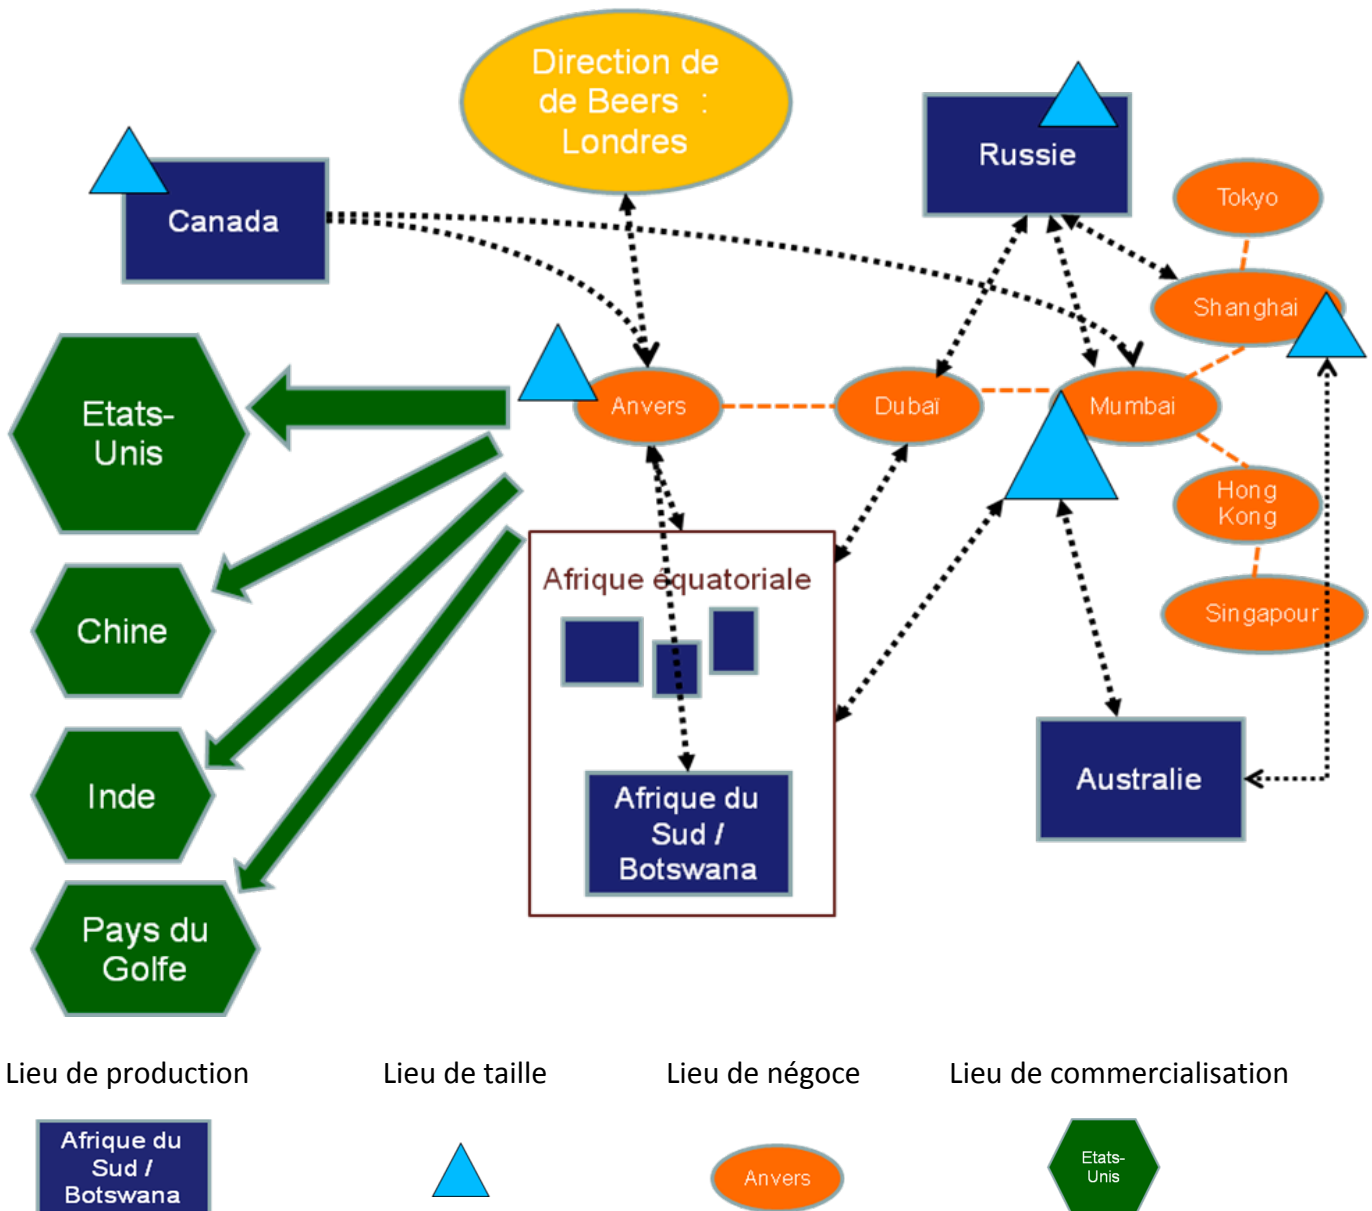 Direction de
de Beers :
Londres
Russie
Canada
Tokyo
Shanghai
Etats-
Unis
Anvers
Dubaï
Mumbai
Hong
Kong
Afrique équatoriale
Singapour
Chine
Inde
Afrique du
Sud /
Botswana
Australie
Pays du
Golfe
Lieu de production
Lieu de taille
Lieu de négoce
Lieu de commercialisation
Afrique du
Sud /
Botswana
Anvers
Etats-
Unis